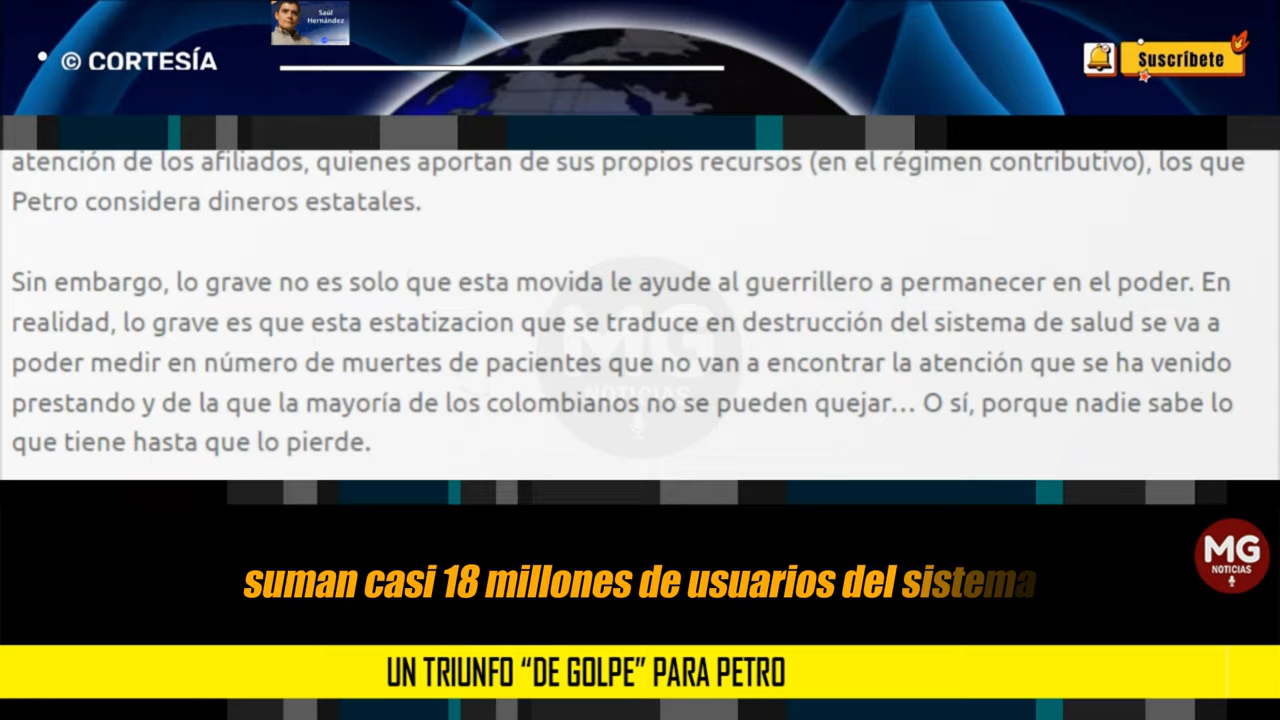 Saúl
Hernández
© CORTESÍA
Suscríbete
atención de los afiliados, quienes aportan de sus propios recursos (en el régimen contributivo), los que
Petro considera dineros estatales.
Sin embargo, lo grave no es solo que esta movida le ayude al guerrillero a permanecer en el poder. En
realidad, lo grave es que esta estatizacion que se traduce en destrucción del sistema de salud se va a
poder medir en número de muertes de pacientes que no van a encontrar la atención que se ha venido
prestando y de la que la mayoría de los colombianos no se pueden quejar... O sí, porque nadie sabe lo
que tiene hasta que lo pierde.
MG
NOTICIAS
suman casi 18 millones de usuarios del sistema
MG
NOTICIAS
UN TRIUNFO “DE GOLPE” PARA PETRO